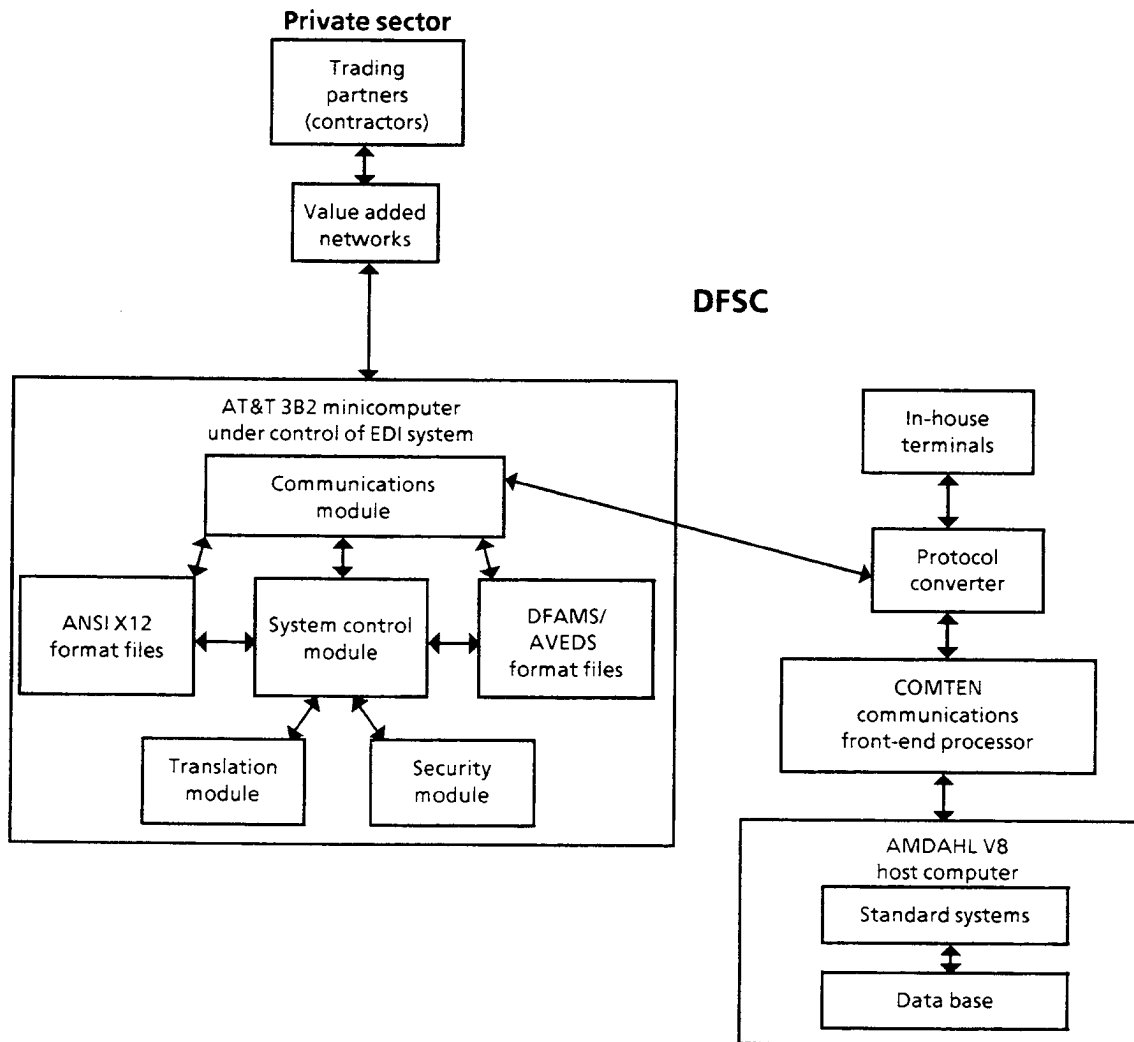 Private sector
Trading
partners
(contractors)
Value added
networks
DFSC
AT&T 3B2 minicomputer
under control of EDI system
Communications
module
ANSI X12
format files
System control
module
DFAMS/
AVEDS
format files
Translation
module
Security
module
In-house
terminals
Protocol
converter
COMTEN
communications
front-end processor
AMDAHL V8
host computer
Standard systems
Data base